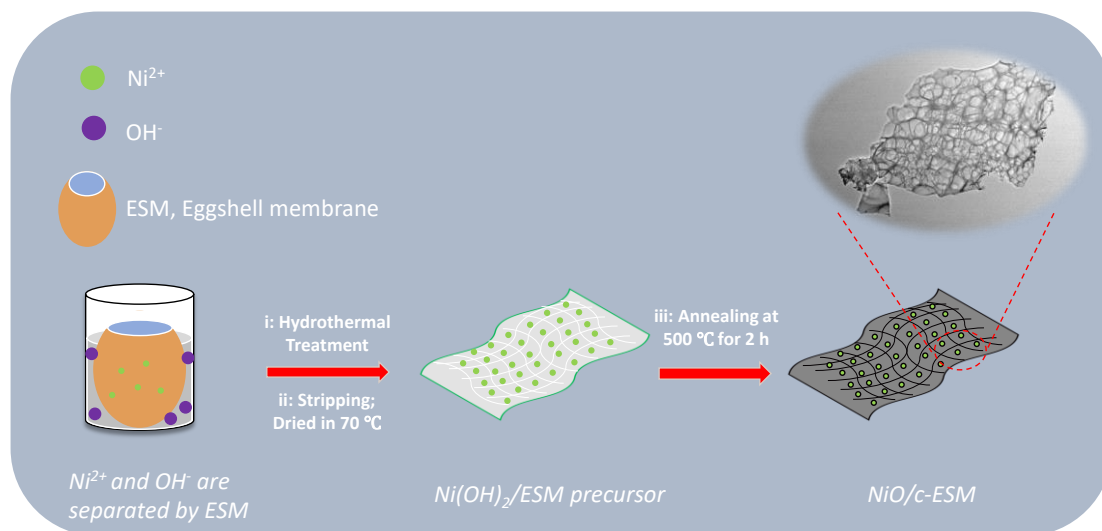 Ni²⁺
OH⁻
ESM, Eggshell membrane
i: Hydrothermal
Treatment
ii: Stripping;
Dried in 70 ℃
iii: Annealing at
500 ℃ for 2 h
Ni²⁺ and OH⁻ are
separated by ESM
Ni(OH)₂/ESM precursor
NiO/c-ESM